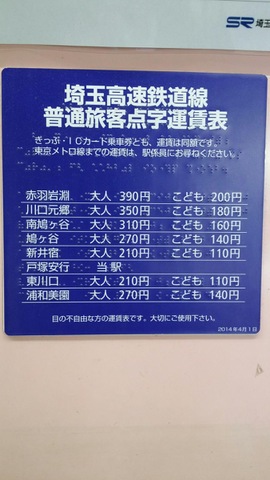 SR 埼玉
埼玉高速鉄道線
普通旅客点字運賃表
きっぷ・ICカード乗車券とも、運賃は同額です。
東京メトロ線までの運賃は、駅係員にお尋ねください。
赤羽岩淵 大人 390円 こども 200円
川口元郷 大人 350円 こども 180円
南鳩ヶ谷 大人 310円 こども 160円
鳩ヶ谷 大人 270円 こども 140円
新井宿 大人 210円 こども 110円
戸塚安行 当駅
東川口 大人 210円 こども 110円
浦和美園 大人 270円 こども 140円
目の不自由な方の運賃表です。大切にご使用下さい。
2014年4月1日